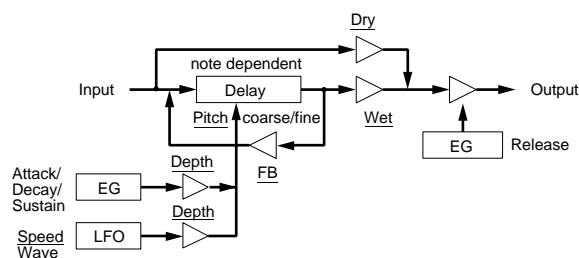 Dry
note dependent
Input
Delay
Output
Pitch
coarse/fine
Wet
EG
Release
FB
Attack/
Decay/
Sustain
EG
Depth
Depth
Speed
Wave
LFO